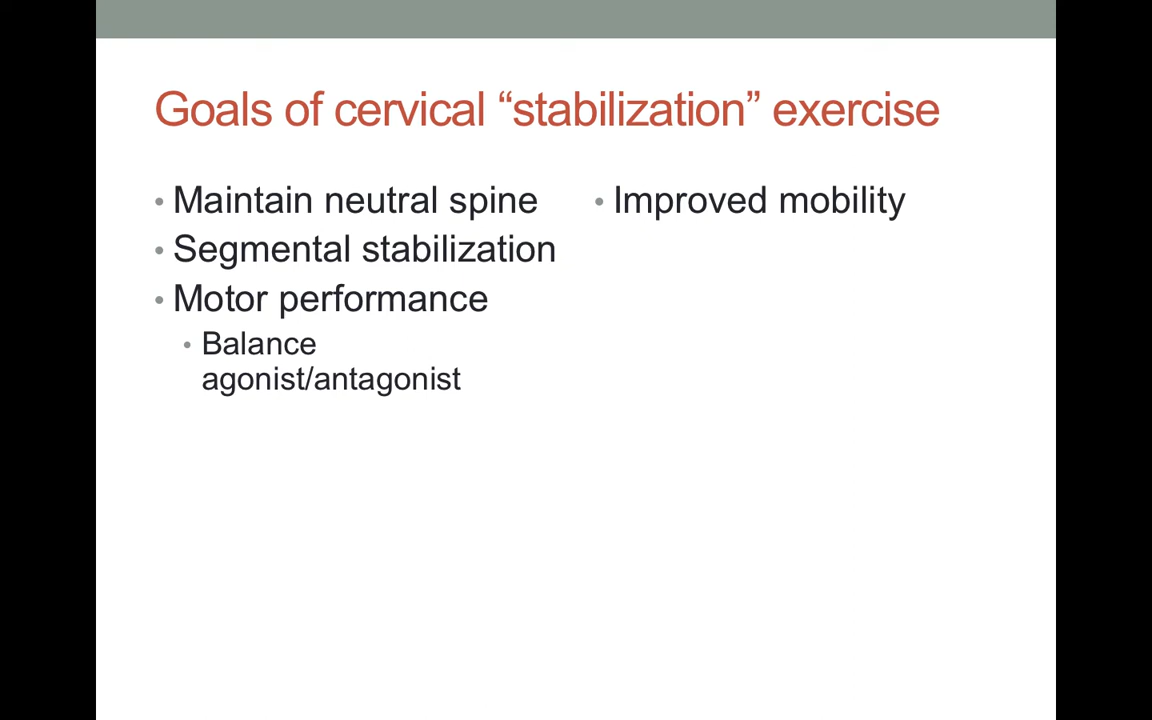 Goals of cervical “stabilization” exercise
• Maintain neutral spine
• Segmental stabilization
• Motor performance
• Balance
agonist/antagonist
• Improved mobility